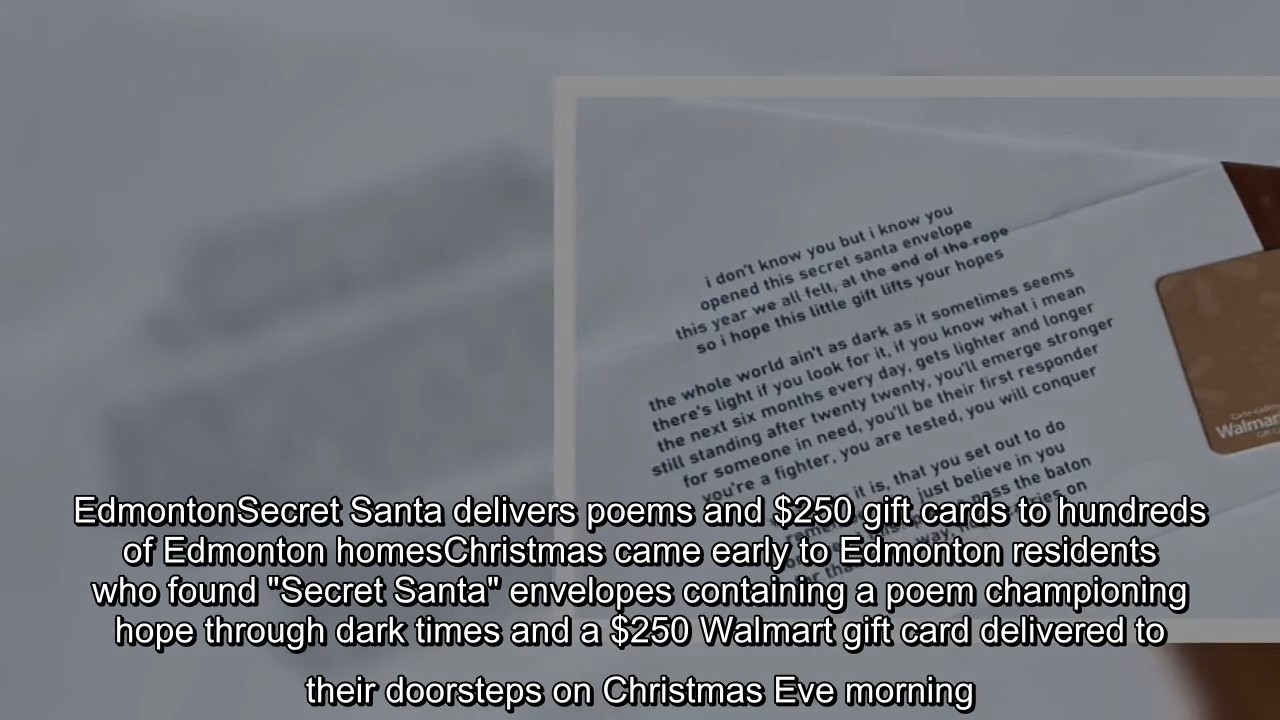 i don't know you but i know you
opened this secret santa envelope
this year we all felt, at the end of the rope
so i hope this little gift lifts your hopes
the whole world ain't as dark as it sometimes seems
there's light if you look for it, if you know what i mean
the next six months every day, gets lighter and longer
still standing after twenty twenty, you'll emerge stronger
for someone in need, you'll be their first responder
you're a fighter, you are tested, you will conquer
it is, that you set out to do
just believe in you
pass the baton
on
Carte-cadeau
Walmart
EdmontonSecret Santa delivers poems and $250 gift cards to hundreds
of Edmonton homesChristmas came early to Edmonton residents
who found "Secret Santa" envelopes containing a poem championing
hope through dark times and a $250 Walmart gift card delivered to
their doorsteps on Christmas Eve morning